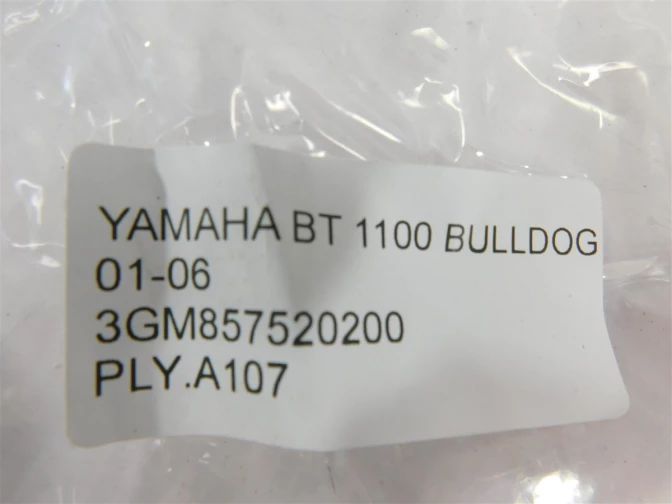 YAMAHA BT 1100 BULLDOG
01-06
3GM857520200
PLY.A107